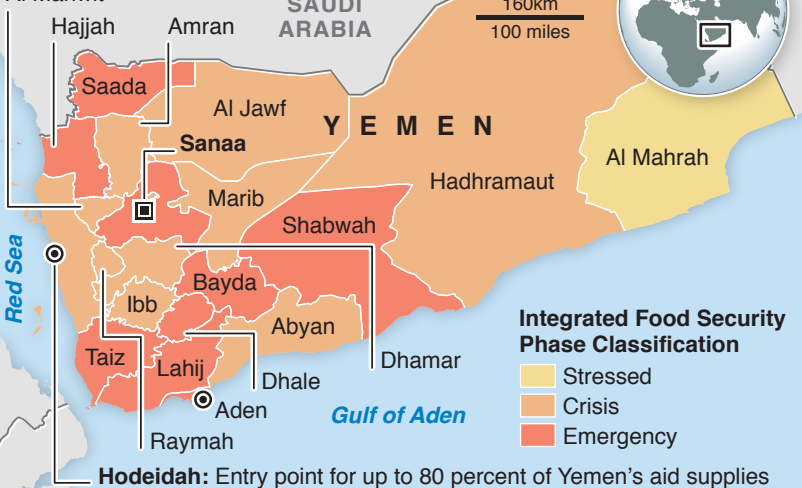 SAUDI
ARABIA
160km
100 miles
Hajjah
Amran
Saada
Al Jawf
YEMEN
Sanaa
Al Mahrah
Marib
Hadhramaut
Shabwah
Red Sea
Bayda
Ibb
Abyan
Integrated Food Security
Phase Classification
Stressed
Crisis
Emergency
Taiz
Lahij
Dhamar
Dhale
Aden
Gulf of Aden
Raymah
Hodeidah: Entry point for up to 80 percent of Yemen's aid supplies